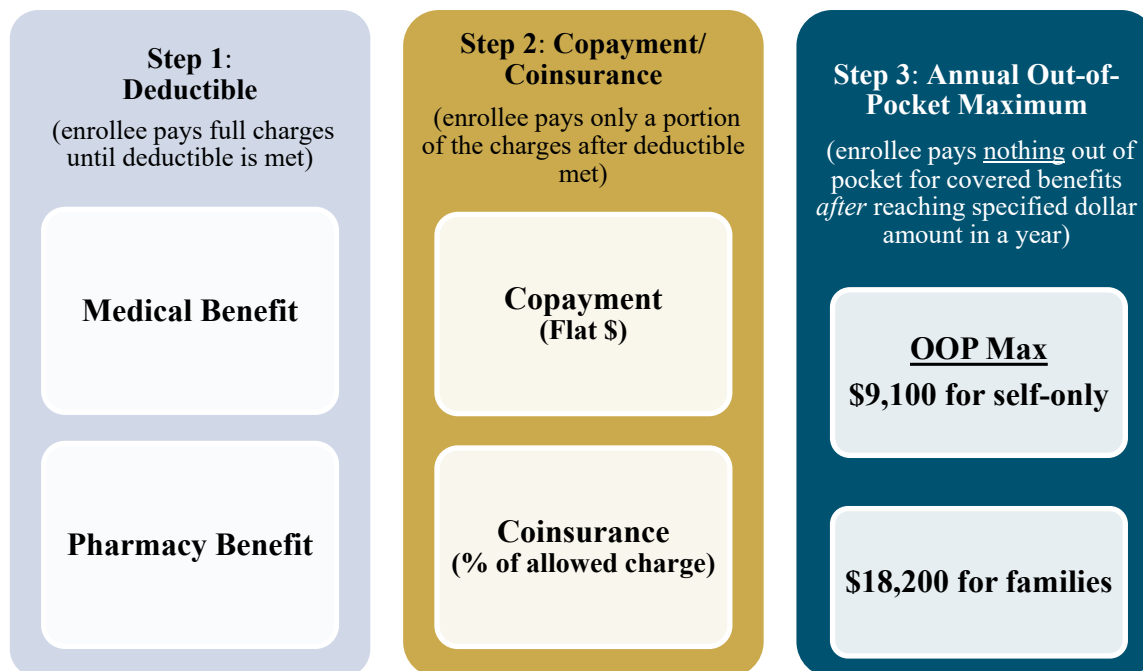 Step 1:
Deductible
(enrollee pays full charges
until deductible is met)
Medical Benefit
Pharmacy Benefit
Step 2: Copayment/
Coinsurance
(enrollee pays only a portion
of the charges after deductible
met)
Copayment
(Flat $)
Coinsurance
(% of allowed charge)
Step 3: Annual Out-of-
Pocket Maximum
(enrollee pays nothing out of
pocket for covered benefits
after reaching specified dollar
amount in a year)
OOP Max
$9,100 for self-only
$18,200 for families